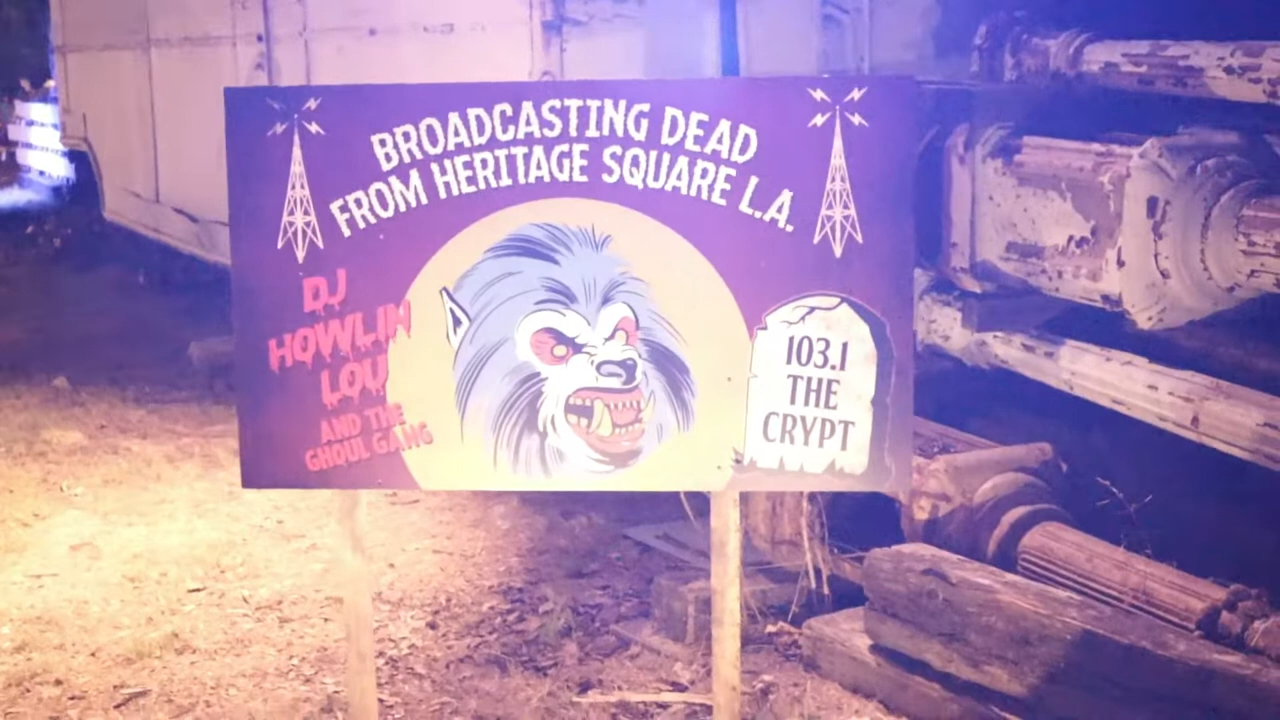 BROADCASTING DEAD
FROM HERITAGE SQUARE L.A.
DJ
HOWLIN
LOU
AND THE
GHOUL GANG
103.1
THE
CRYPT